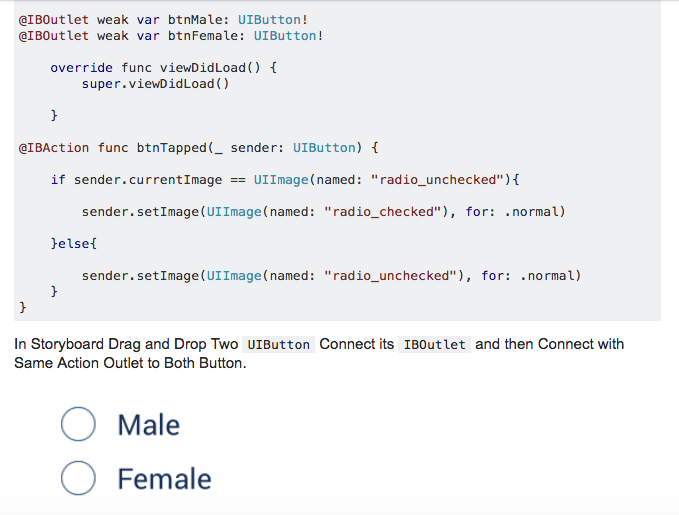 @IBOutlet weak var btnMale: UIButton!
@IBOutlet weak var btnFemale: UIButton!
override func viewDidLoad() {
super.viewDidLoad()
}
@IBAction func btnTapped(_ sender: UIButton) {
if sender.currentImage == UIImage(named: "radio_unchecked"){
sender.setImage(UIImage(named: "radio_checked"), for: .normal)
}else{
sender.setImage(UIImage(named: "radio_unchecked"), for: .normal)
}
}
In Storyboard Drag and Drop Two UIButton Connect its IBOutlet and then Connect with
Same Action Outlet to Both Button.
Male
Female